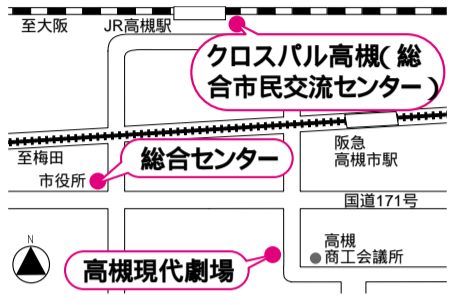 至大阪
JR高槻駅
クロスパル高槻(総
合市民交流センター)
至梅田
総合センター
阪急
高槻市駅
市役所
国道171号
N
高槻
商工会議所
高槻現代劇場